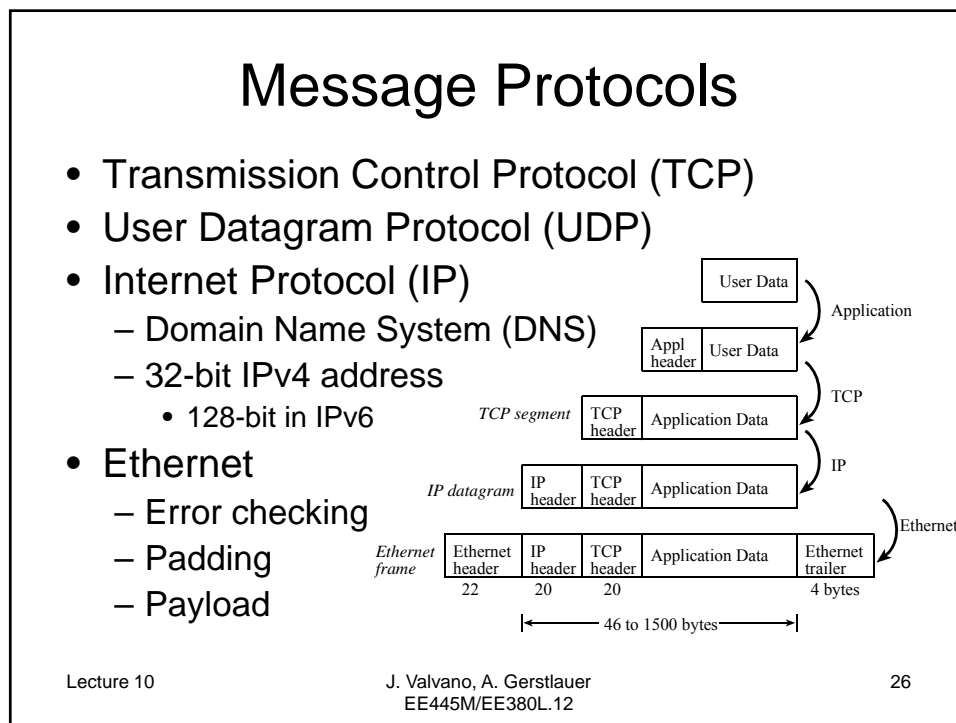 Message Protocols
• Transmission Control Protocol (TCP)
• User Datagram Protocol (UDP)
• Internet Protocol (IP)
– Domain Name System (DNS)
– 32-bit IPv4 address
• 128-bit in IPv6
• Ethernet
– Error checking
– Padding
– Payload
User Data
Application
Appl
header
User Data
TCP
TCP segment
TCP
header
Application Data
IP
IP datagram
IP
header
TCP
header
Application Data
Ethernet
Ethernet
frame
Ethernet
header
IP
header
TCP
header
Application Data
Ethernet
trailer
22
20
20
4 bytes
46 to 1500 bytes
Lecture 10
J. Valvano, A. Gerstlauer
EE445M/EE380L.12
26